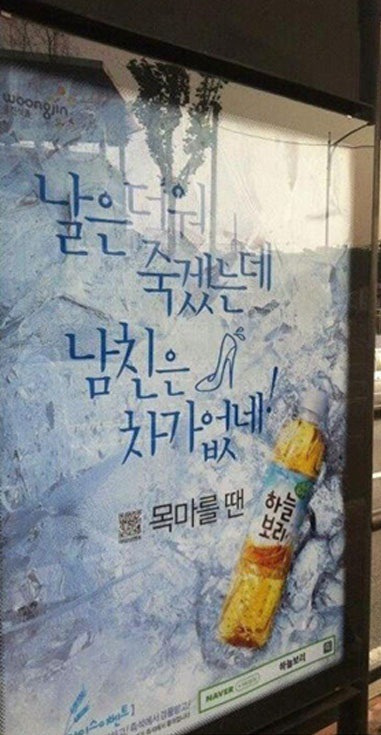 woongjin
날은 더워
죽겠는데
남친은
차가없네!
목마를 땐
하늘
보리
NAVER
하늘보리